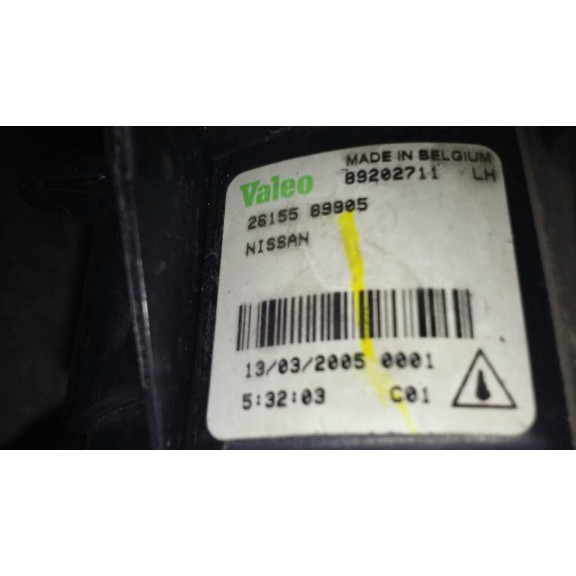 MADE IN BELGIUM
Valeo 89202711 LH
26155 89905
NISSAN
13/03/2005 0001
5:32:03 C01